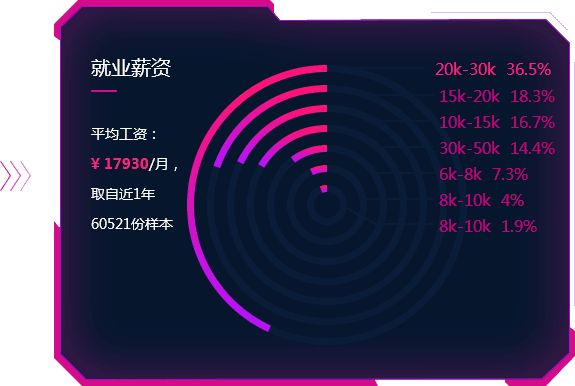 就业薪资
平均工资：
¥ 17930/月，
取自近1年
60521份样本
20k-30k 36.5%
15k-20k 18.3%
10k-15k 16.7%
30k-50k 14.4%
6k-8k 7.3%
8k-10k 4%
8k-10k 1.9%